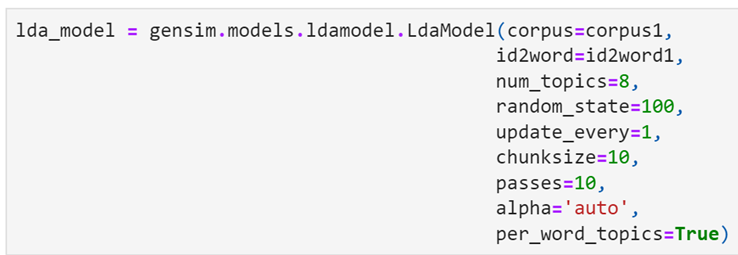 lda_model = gensim.models.ldamodel.LdaModel(corpus=corpus1,
id2word=id2word1,
num_topics=8,
random_state=100,
update_every=1,
chunksize=10,
passes=10,
alpha='auto',
per_word_topics=True)